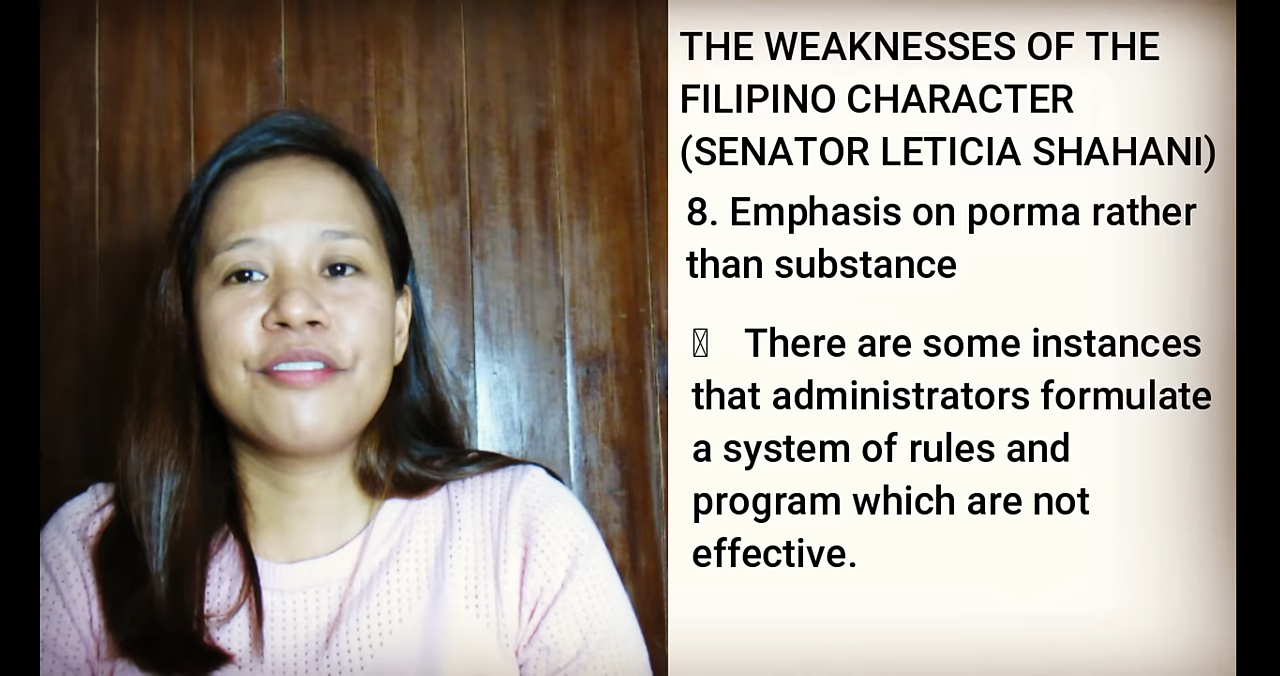 THE WEAKNESSES OF THE
FILIPINO CHARACTER
(SENATOR LETICIA SHAHANI)
8. Emphasis on porma rather
than substance
There are some instances
that administrators formulate
a system of rules and
program which are not
effective.